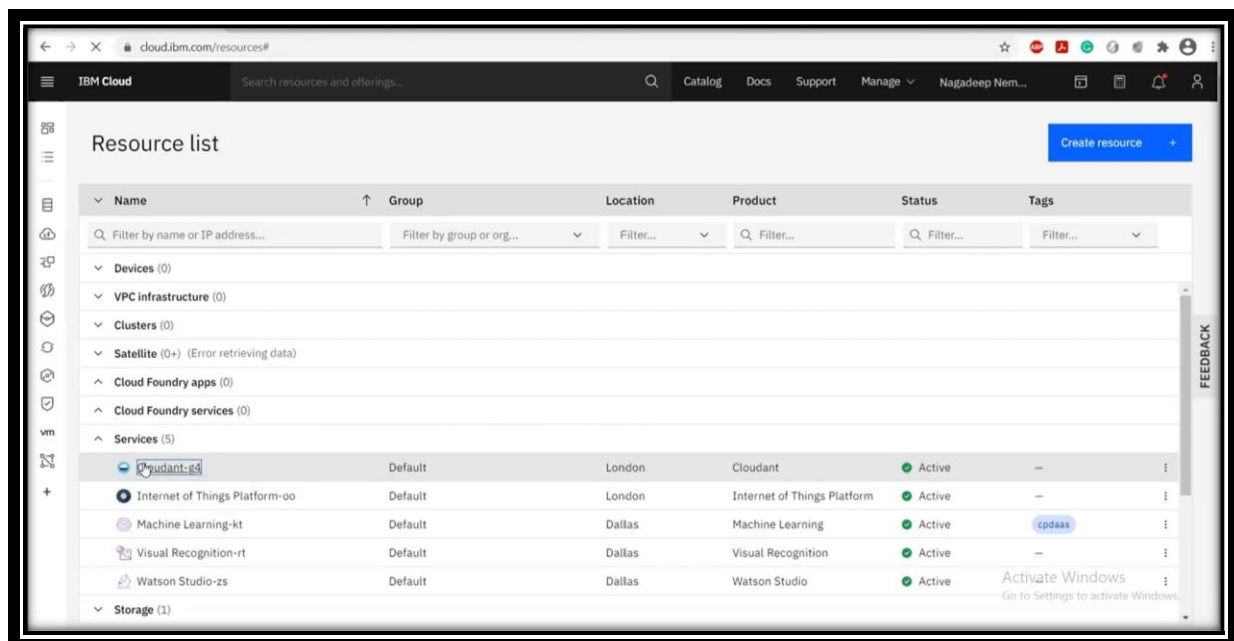 cloud.ibm.com/resources#
ABP
IBM Cloud Search resources and offerings... Catalog Docs Support Manage Nagadeep Nem...
Resource list
Create resource +
Name Group Location Product Status Tags
Filter by name or IP address... Filter by group or org... Filter... Filter... Filter... Filter...
Devices (0)
VPC infrastructure (0)
Clusters (0)
Satellite (0+) (Error retrieving data)
Cloud Foundry apps (0)
Cloud Foundry services (0)
vm
Services (5)
Cloudant-g4 Default London Cloudant Active –
Internet of Things Platform-oo Default London Internet of Things Platform Active –
Machine Learning-kt Default Dallas Machine Learning Active cpdaas
Visual Recognition-rt Default Dallas Visual Recognition Active –
Watson Studio-zs Default Dallas Watson Studio Active –
Storage (1)
FEEDBACK
Activate Windows
Go to Settings to activate Windows.